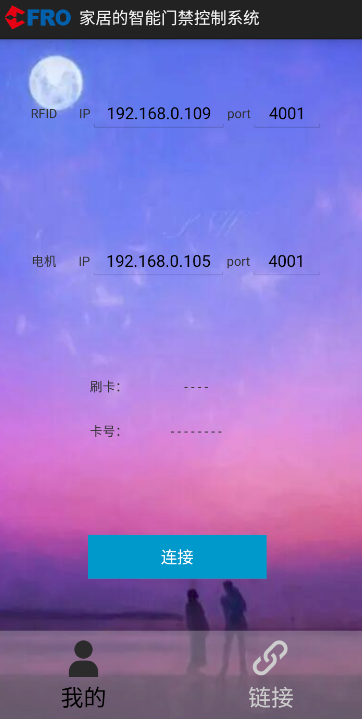 CFRO 家居的智能门禁控制系统
RFID IP 192.168.0.109 port 4001
电机 IP 192.168.0.105 port 4001
刷卡: ----
卡号: --------
连接
我的 链接